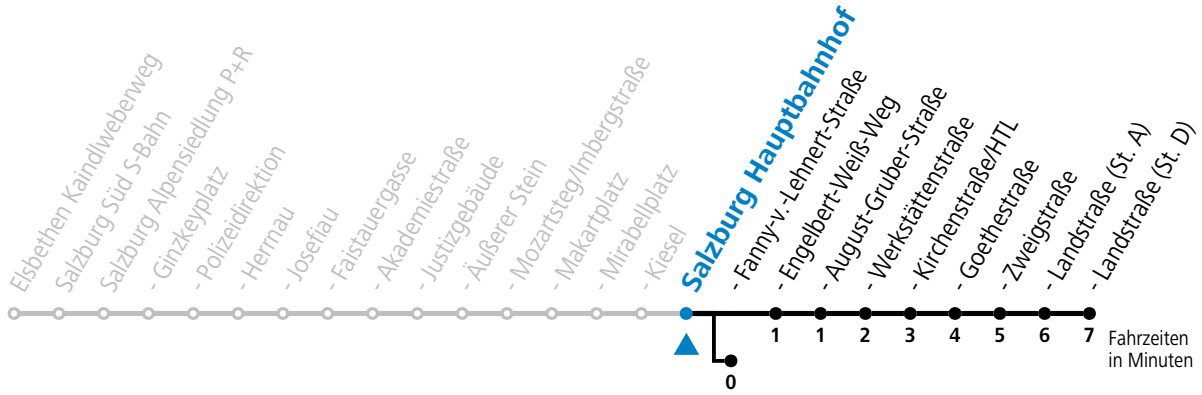 Elsbethen Kaindlweberweg
Salzburg Süd S-Bahn
Salzburg Alpensiedlung P+R
- Ginzkeyplatz
- Polizeidirektion
- Herrnau
- Josefiau
- Faistauergasse
- Akademiestraße
- Justizgebäude
- Äußerer Stein
- Mozartsteg/Imbergstraße
- Makartplatz
- Mirabellplatz
- Kiesel
Salzburg Hauptbahnhof
- Fanny-v.-Lehnert-Straße
- Engelbert-Weiß-Weg
- August-Gruber-Straße
- Werkstättenstraße
- Kirchenstraße/HTL
- Goethestraße
- Zweigstraße
- Landstraße (St. A)
- Landstraße (St. D)
1 1 2 3 4 5 6 7 Fahrzeiten
in Minuten
0